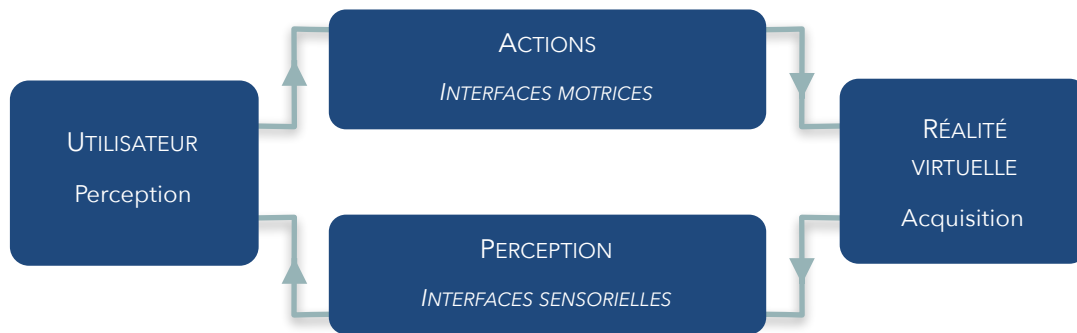 ACTIONS
INTERFACES MOTRICES
UTILISATEUR
Perception
RÉALITÉ
VIRTUELLE
Acquisition
PERCEPTION
INTERFACES SENSORIELLES